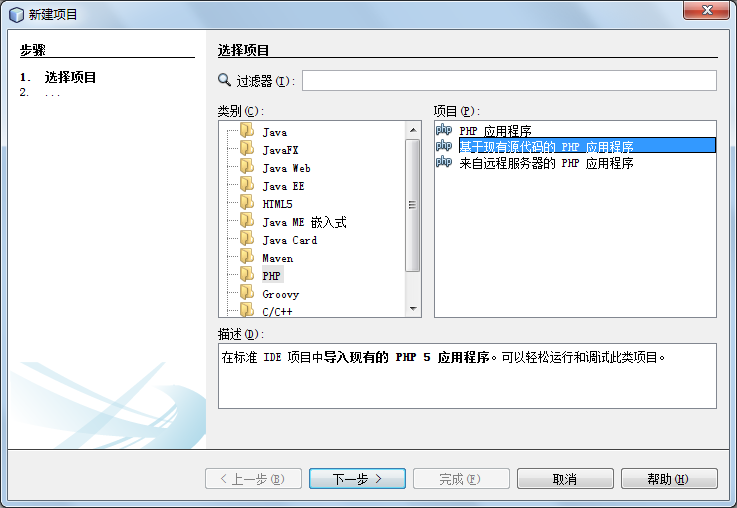 新建项目
步骤
1. 选择项目
2. ...
选择项目
过滤器(I):
类别(C):
Java
JavaFX
Java Web
Java EE
HTML5
Java ME 嵌入式
Java Card
Maven
PHP
Groovy
C/C++
项目(P):
php PHP 应用程序
php 基于现有源代码的 PHP 应用程序
php 来自远程服务器的 PHP 应用程序
描述(D):
在标准 IDE 项目中导入现有的 PHP 5 应用程序。可以轻松运行和调试此类项目。
< 上一步(B) 下一步 > 完成(F) 取消 帮助(H)